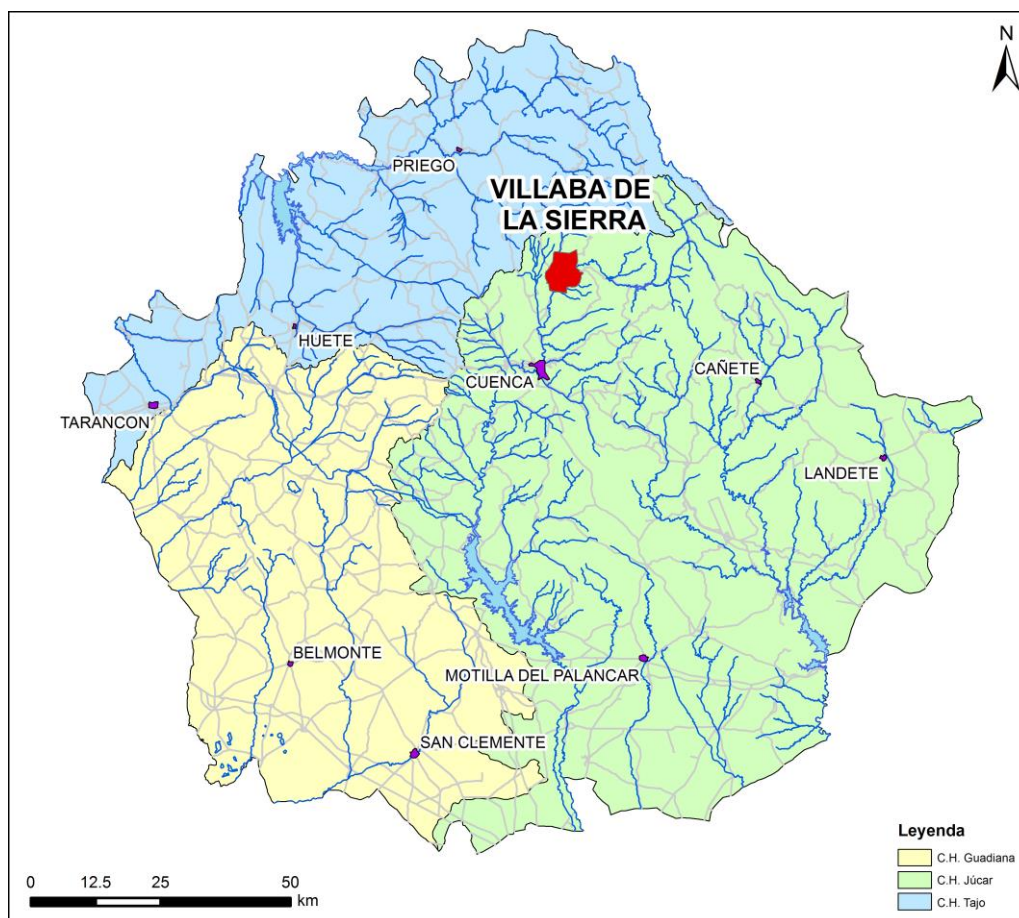 N
PRIEGO
VILLABA DE
LA SIERRA
HUETE
CUENCA
CAÑETE
TARANCON
LANDETE
BELMONTE
MOTILLA DEL PALANCAR
SAN CLEMENTE
Leyenda
C.H. Guadiana
C.H. Júcar
C.H. Tajo
0 12.5 25 50
km